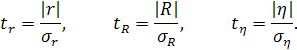 t_r = |r| / σ_r,   t_R = |R| / σ_R,   t_η = |η| / σ_η.